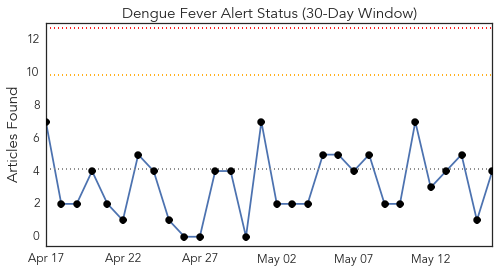 Dengue Fever Alert Status (30-Day Window)
Articles Found
12
10
8
6
4
2
0
Apr 17 Apr 22 Apr 27 May 02 May 07 May 12